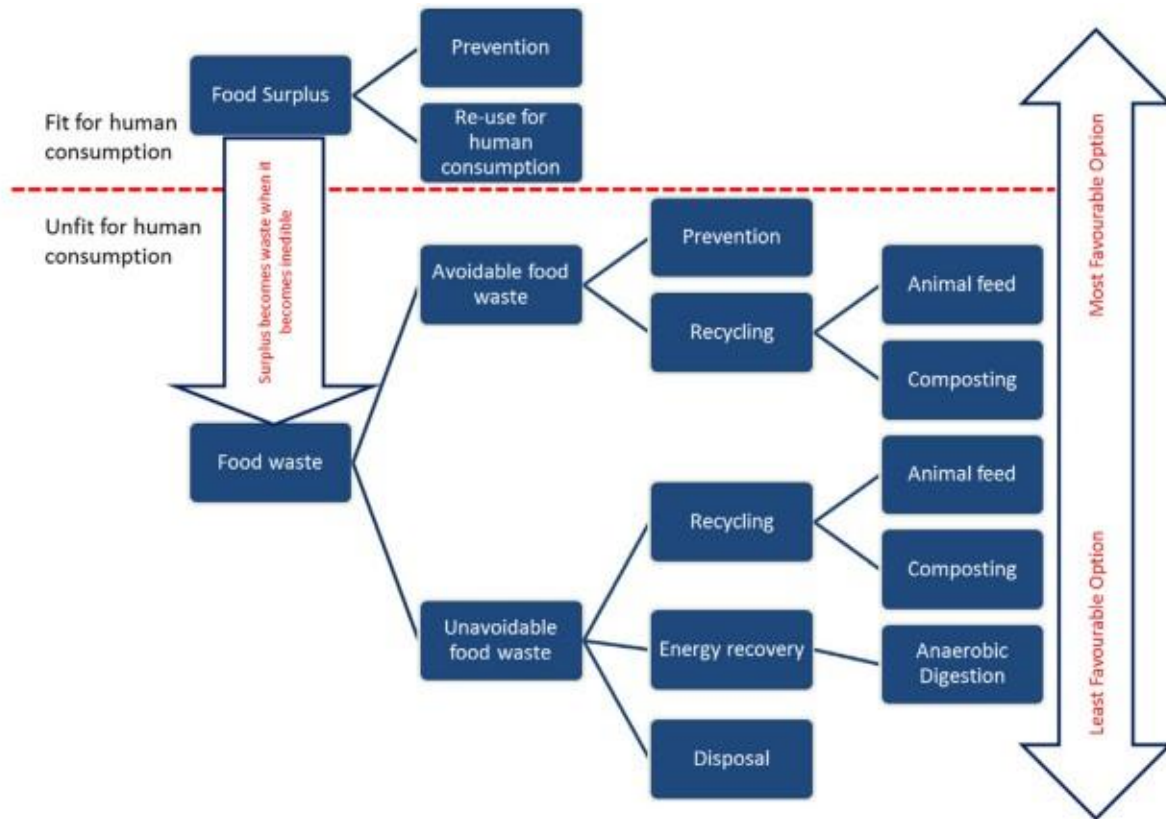 Prevention
Food Surplus
Re-use for
human
consumption
Fit for human
consumption
Surplus becomes waste when it
becomes inedible
Most Favourable Option
Unfit for human
consumption
Prevention
Avoidable food
waste
Animal feed
Recycling
Composting
Food waste
Animal feed
Recycling
Composting
Unavoidable
food waste
Energy recovery
Anaerobic
Digestion
Least Favourable Option
Disposal